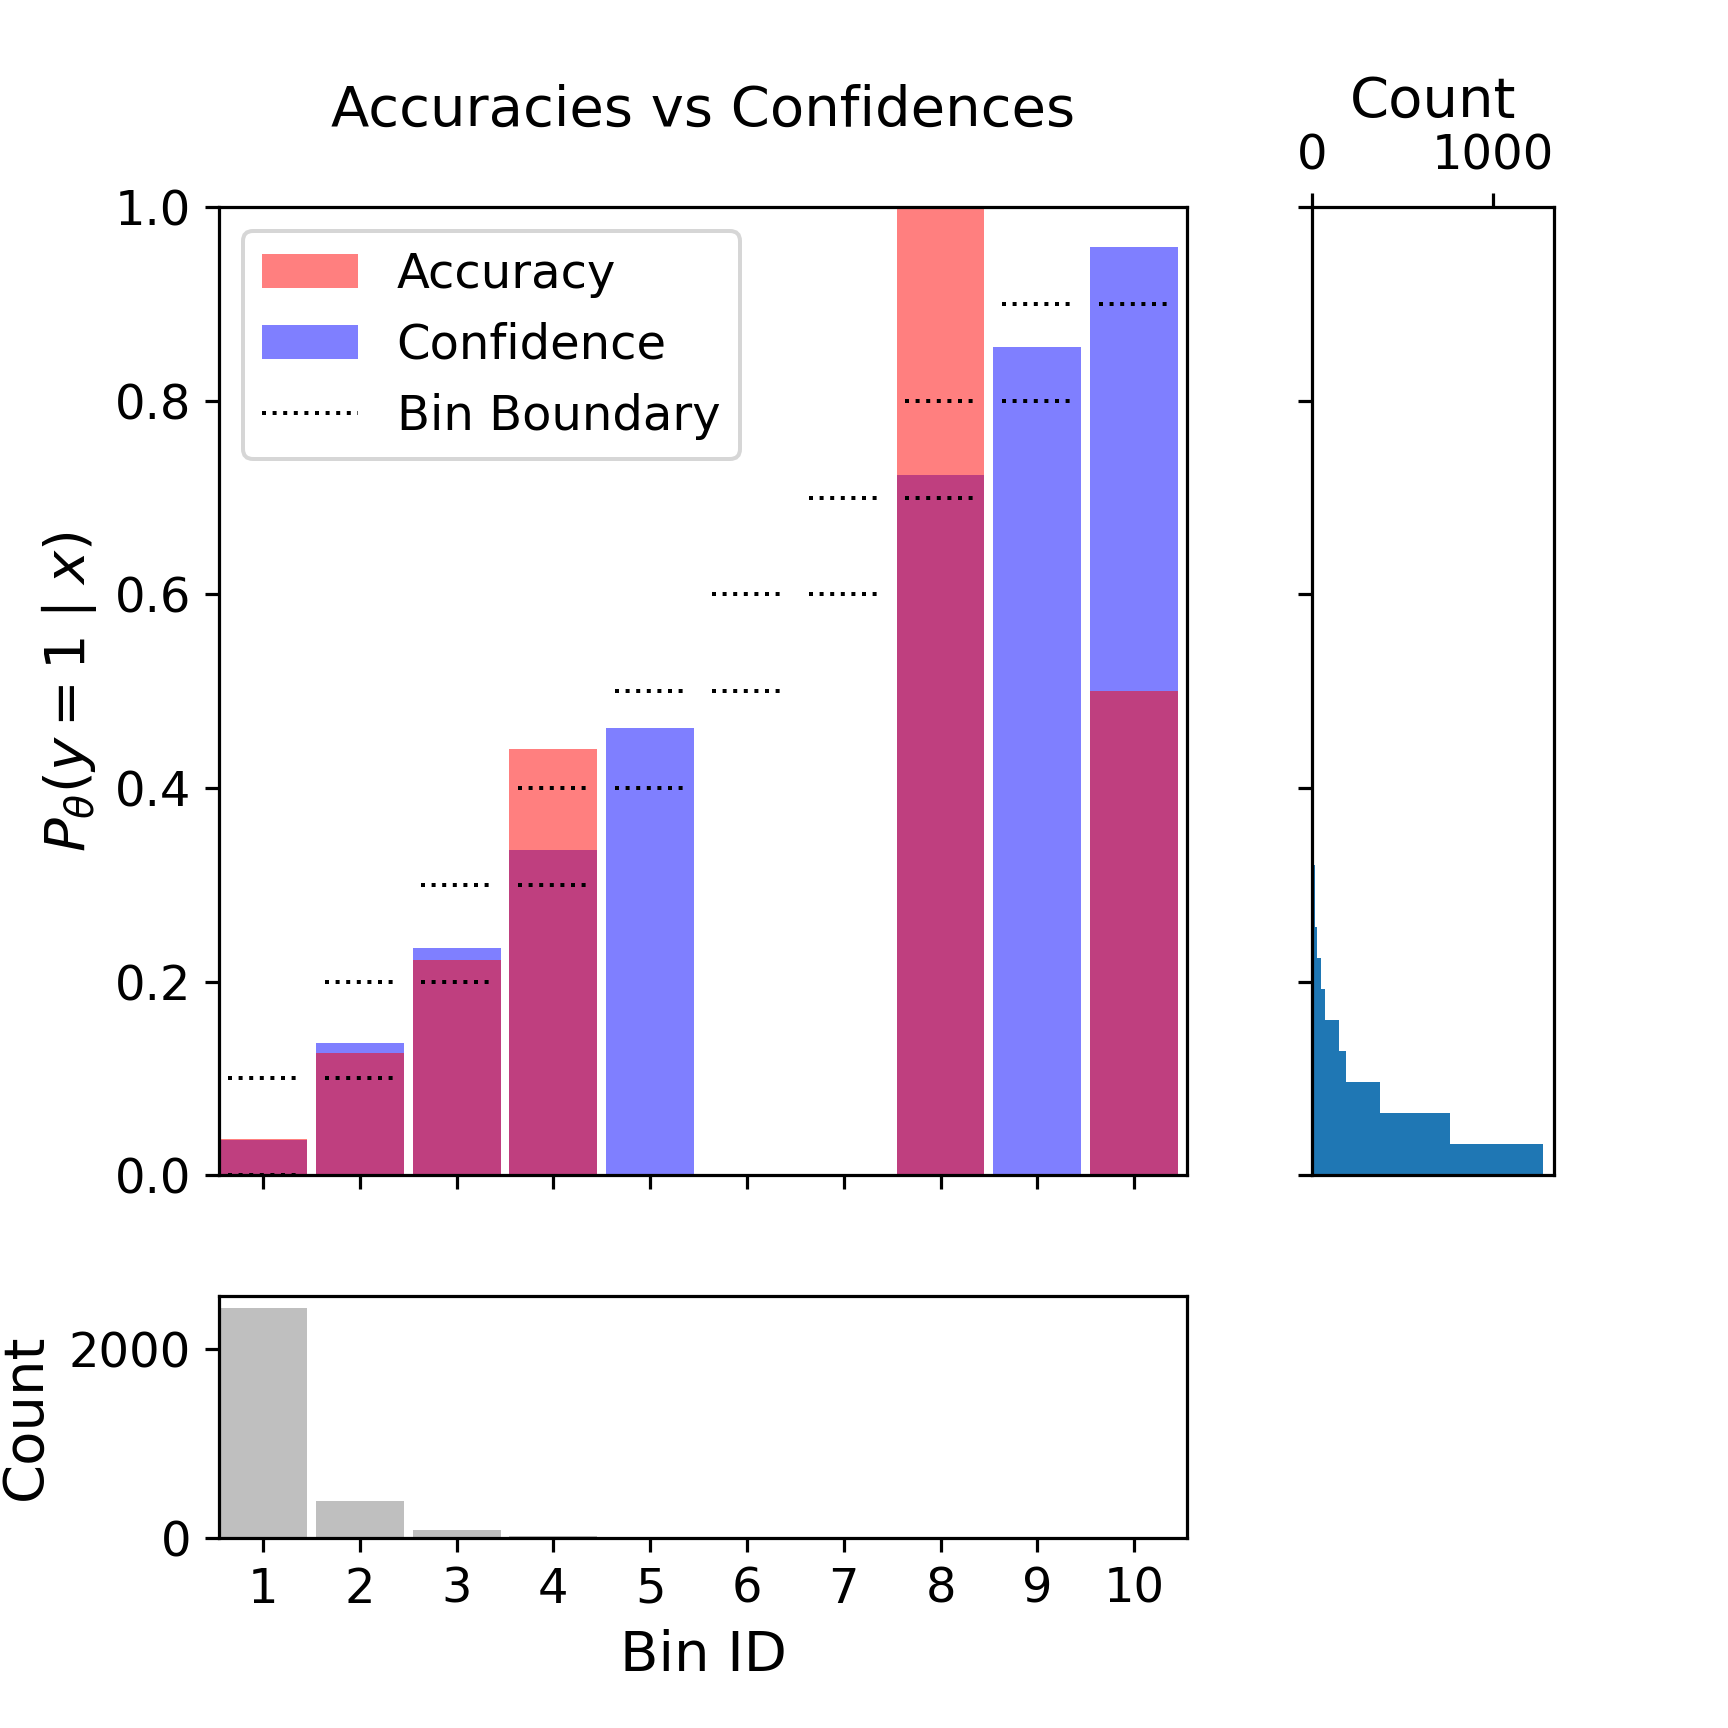 Accuracies vs Confidences
Count
0 1000
1.0
0.8
0.6
0.4
0.2
0.0
Accuracy
Confidence
Bin Boundary
Pθ(y = 1 | x)
2000
0
Count
1 2 3 4 5 6 7 8 9 10
Bin ID